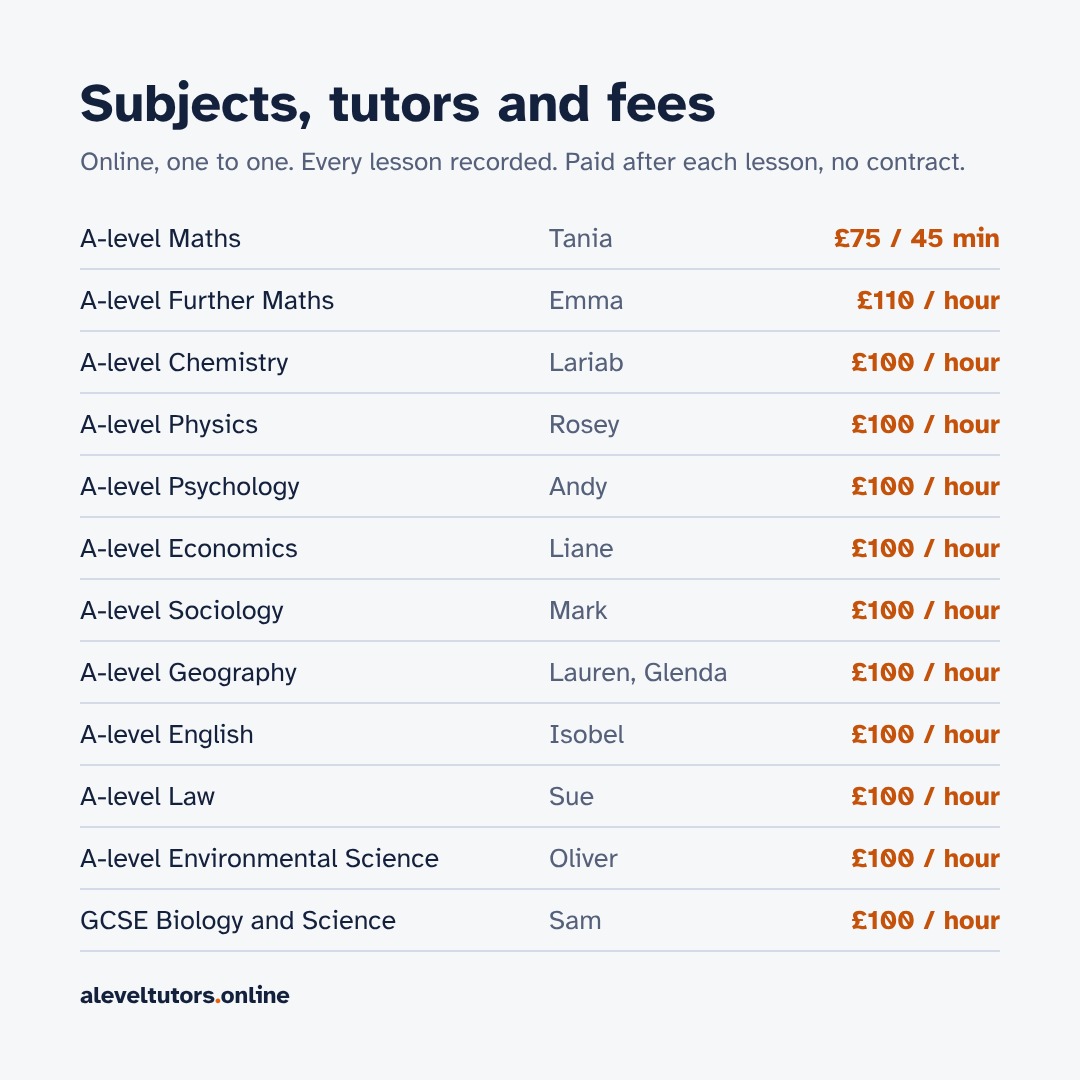 Subjects, tutors and fees
Online, one to one. Every lesson recorded. Paid after each lesson, no contract.
A-level Maths Tania £75 / 45 min
A-level Further Maths Emma £110 / hour
A-level Chemistry Lariab £100 / hour
A-level Physics Rosey £100 / hour
A-level Psychology Andy £100 / hour
A-level Economics Liane £100 / hour
A-level Sociology Mark £100 / hour
A-level Geography Lauren, Glenda £100 / hour
A-level English Isobel £100 / hour
A-level Law Sue £100 / hour
A-level Environmental Science Oliver £100 / hour
GCSE Biology and Science Sam £100 / hour
aleveltutors.online